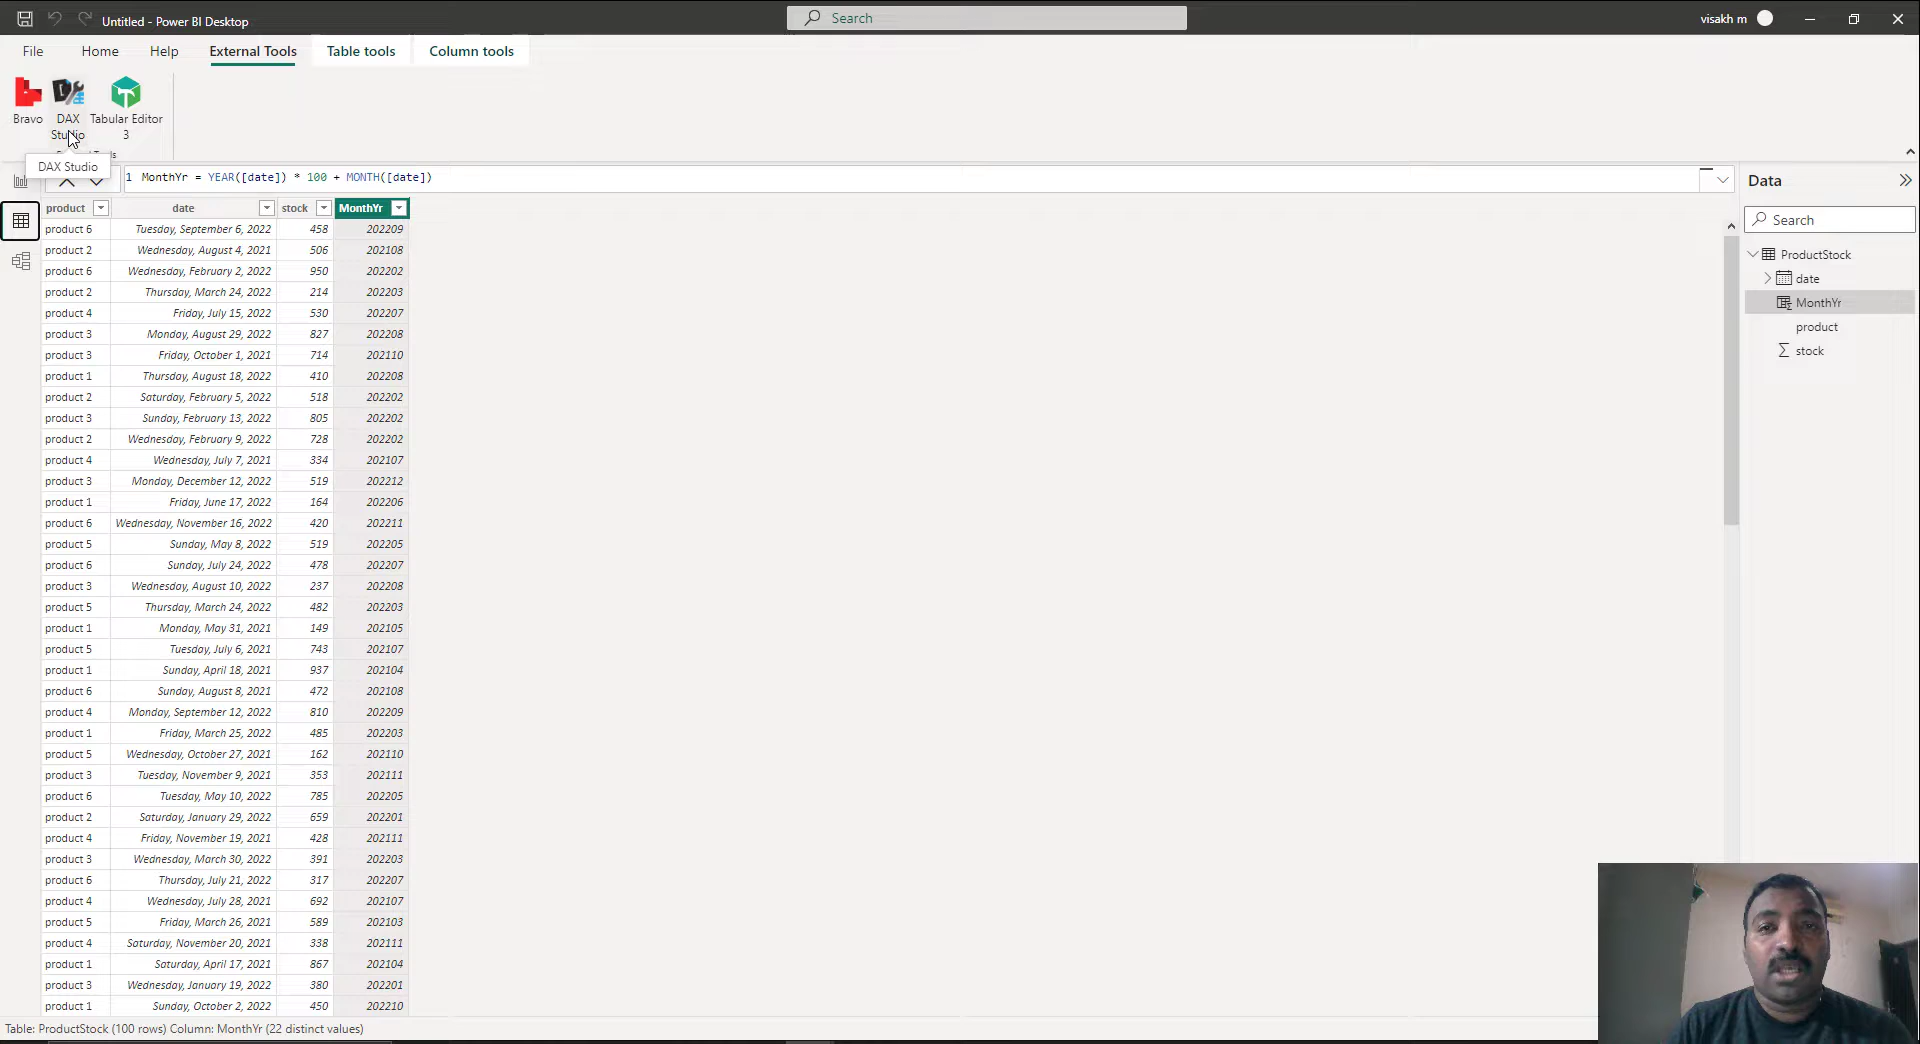 Untitled - Power BI Desktop
Search
visakh m
File Home Help External Tools Table tools Column tools
Bravo DAX Studio Tabular Editor 3
DAX Studio
1 MonthYr = YEAR([date]) * 100 + MONTH([date])
product date stock MonthYr
product 6 Tuesday, September 6, 2022 458 202209
product 2 Wednesday, August 4, 2021 506 202108
product 6 Wednesday, February 2, 2022 950 202202
product 2 Thursday, March 24, 2022 214 202203
product 4 Friday, July 15, 2022 530 202207
product 3 Monday, August 29, 2022 827 202208
product 3 Friday, October 1, 2021 714 202110
product 1 Thursday, August 18, 2022 410 202208
product 2 Saturday, February 5, 2022 518 202202
product 3 Sunday, February 13, 2022 805 202202
product 2 Wednesday, February 9, 2022 728 202202
product 4 Wednesday, July 7, 2021 334 202107
product 3 Monday, December 12, 2022 519 202212
product 1 Friday, June 17, 2022 164 202206
product 6 Wednesday, November 16, 2022 420 202211
product 5 Sunday, May 8, 2022 519 202205
product 6 Sunday, July 24, 2022 478 202207
product 3 Wednesday, August 10, 2022 237 202208
product 5 Thursday, March 24, 2022 482 202203
product 1 Monday, May 31, 2021 149 202105
product 5 Tuesday, July 6, 2021 743 202107
product 1 Sunday, April 18, 2021 937 202104
product 6 Sunday, August 8, 2021 472 202108
product 4 Monday, September 12, 2022 810 202209
product 1 Friday, March 25, 2022 485 202203
product 5 Wednesday, October 27, 2021 162 202110
product 3 Tuesday, November 9, 2021 353 202111
product 6 Tuesday, May 10, 2022 785 202205
product 2 Saturday, January 29, 2022 659 202201
product 4 Friday, November 19, 2021 428 202111
product 3 Wednesday, March 30, 2022 391 202203
product 6 Thursday, July 21, 2022 317 202207
product 4 Wednesday, July 28, 2021 692 202107
product 5 Friday, March 26, 2021 589 202103
product 4 Saturday, November 20, 2021 338 202111
product 1 Saturday, April 17, 2021 867 202104
product 3 Wednesday, January 19, 2022 380 202201
product 1 Sunday, October 2, 2022 450 202210
Table: ProductStock (100 rows) Column: MonthYr (22 distinct values)
Data
Search
ProductStock
date
MonthYr
product
stock